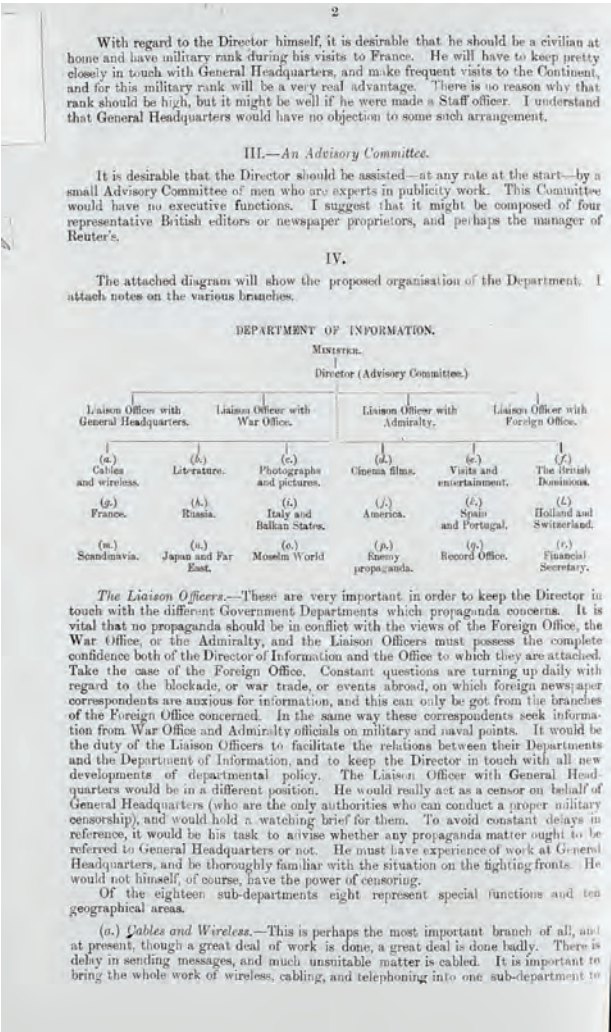 2
With regard to the Director himself, it is desirable that he should be a civilian at
home and have military rank during his visits to France. He will have to keep pretty
closely in touch with General Headquarters, and make frequent visits to the Continent,
and for this military rank will be a very real advantage. There is no reason why that
rank should be high, but it might be well if he were made a Staff officer. I understand
that General Headquarters would have no objection to some such arrangement.
III.—An Advisory Committee.
It is desirable that the Director should be assisted—at any rate at the start—by a
small Advisory Committee of men who are experts in publicity work. This Committee
would have no executive functions. I suggest that it might be composed of four
representative British editors or newspaper proprietors, and perhaps the manager of
Reuter's.
IV.
The attached diagram will show the proposed organisation of the Department. I
attach notes on the various branches.
DEPARTMENT OF INFORMATION.
MINISTER.
Director (Advisory Committee.)
Liaison Officer with Liaison Officer with Liaison Officer with Liaison Officer with
General Headquarters. War Office. Admiralty. Foreign Office.
(a.) (b.) (c.) (d.) (e.) (f.)
Cables Literature. Photographs Cinema films. Visits and The British
and wireless. and pictures. entertainment. Dominions.
(g.) (h.) (i.) (j.) (k.) (l.)
France. Russia. Italy and America. Spain Holland and
Balkan States. and Portugal. Switzerland.
(m.) (n.) (o.) (p.) (q.) (r.)
Scandinavia. Japan and Far Moselm World Enemy Record Office. Financial
East. propaganda. Secretary.
The Liaison Officers.—These are very important in order to keep the Director in
touch with the different Government Departments which propaganda concerns. It is
vital that no propaganda should be in conflict with the views of the Foreign Office, the
War Office, or the Admiralty, and the Liaison Officers must possess the complete
confidence both of the Director of Information and the Office to which they are attached.
Take the case of the Foreign Office. Constant questions are turning up daily with
regard to the blockade, or war trade, or events abroad, on which foreign newspaper
correspondents are anxious for information, and this can only be got from the branches
of the Foreign Office concerned. In the same way these correspondents seek informa-
tion from War Office and Admiralty officials on military and naval points. It would be
the duty of the Liaison Officers to facilitate the relations between their Departments
and the Department of Information, and to keep the Director in touch with all new
developments of departmental policy. The Liaison Officer with General Head-
quarters would be in a different position. He would really act as a censor on behalf of
General Headquarters (who are the only authorities who can conduct a proper military
censorship), and would hold a watching brief for them. To avoid constant delays in
reference, it would be his task to advise whether any propaganda matter ought to be
referred to General Headquarters or not. He must have experience of work at General
Headquarters, and be thoroughly familiar with the situation on the fighting fronts. He
would not himself, of course, have the power of censoring.
Of the eighteen sub-departments eight represent special functions and ten
geographical areas.
(a.) Cables and Wireless.—This is perhaps the most important branch of all, and
at present, though a great deal of work is done, a great deal is done badly. There is
delay in sending messages, and much unsuitable matter is cabled. It is important to
bring the whole work of wireless, cabling, and telephoning into one sub-department to